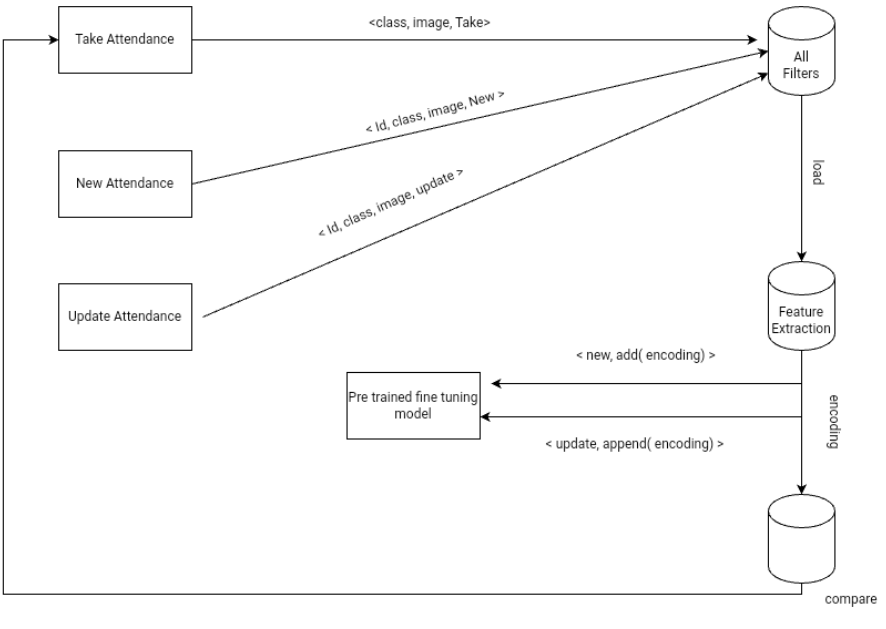 <class, image, Take>
Take Attendance
All
Filters
< Id, class, image, New >
New Attendance
load
< Id, class, image, update >
Update Attendance
Feature
Extraction
< new, add( encoding) >
Pre trained fine tuning
model
encoding
< update, append( encoding) >
compare